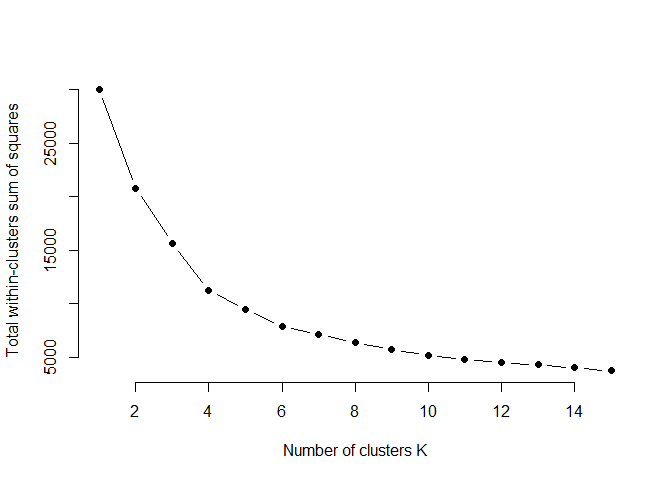 Total within-clusters sum of squares
25000
15000
5000
2 4 6 8 10 12 14
Number of clusters K